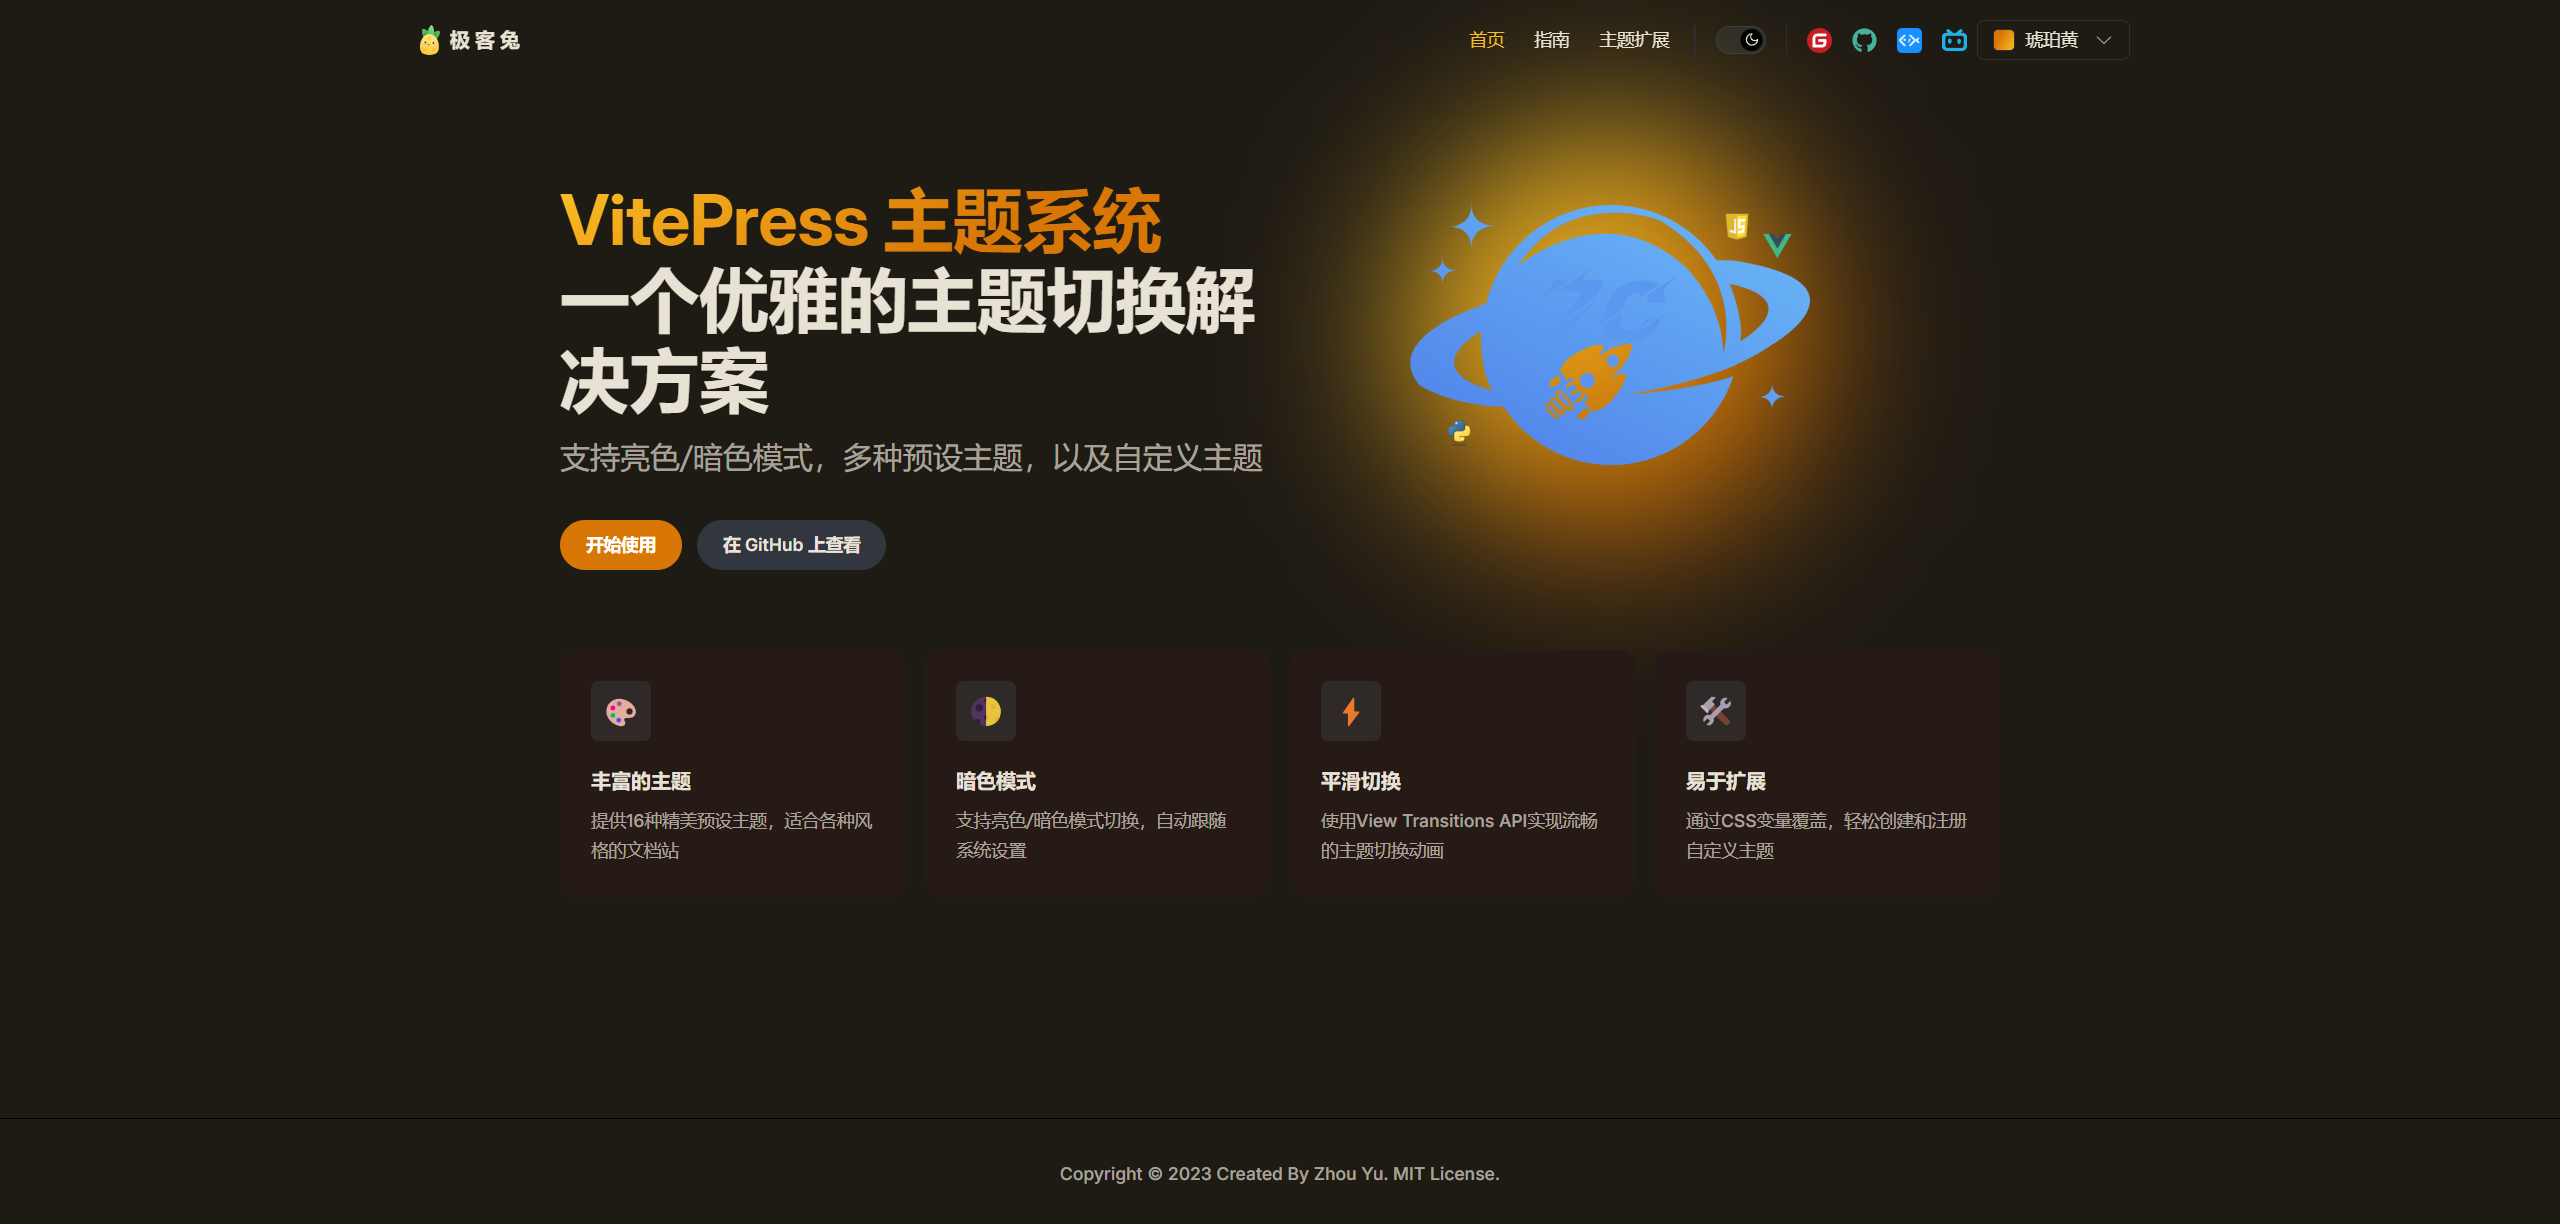 极客兔
首页 指南 主题扩展 琥珀黄
VitePress 主题系统
一个优雅的主题切换解
决方案
支持亮色/暗色模式，多种预设主题，以及自定义主题
开始使用 在 GitHub 上查看
JS
丰富的主题
提供16种精美预设主题，适合各种风
格的文档站
暗色模式
支持亮色/暗色模式切换，自动跟随
系统设置
平滑切换
使用View Transitions API实现流畅
的主题切换动画
易于扩展
通过CSS变量覆盖，轻松创建和注册
自定义主题
Copyright © 2023 Created By Zhou Yu. MIT License.